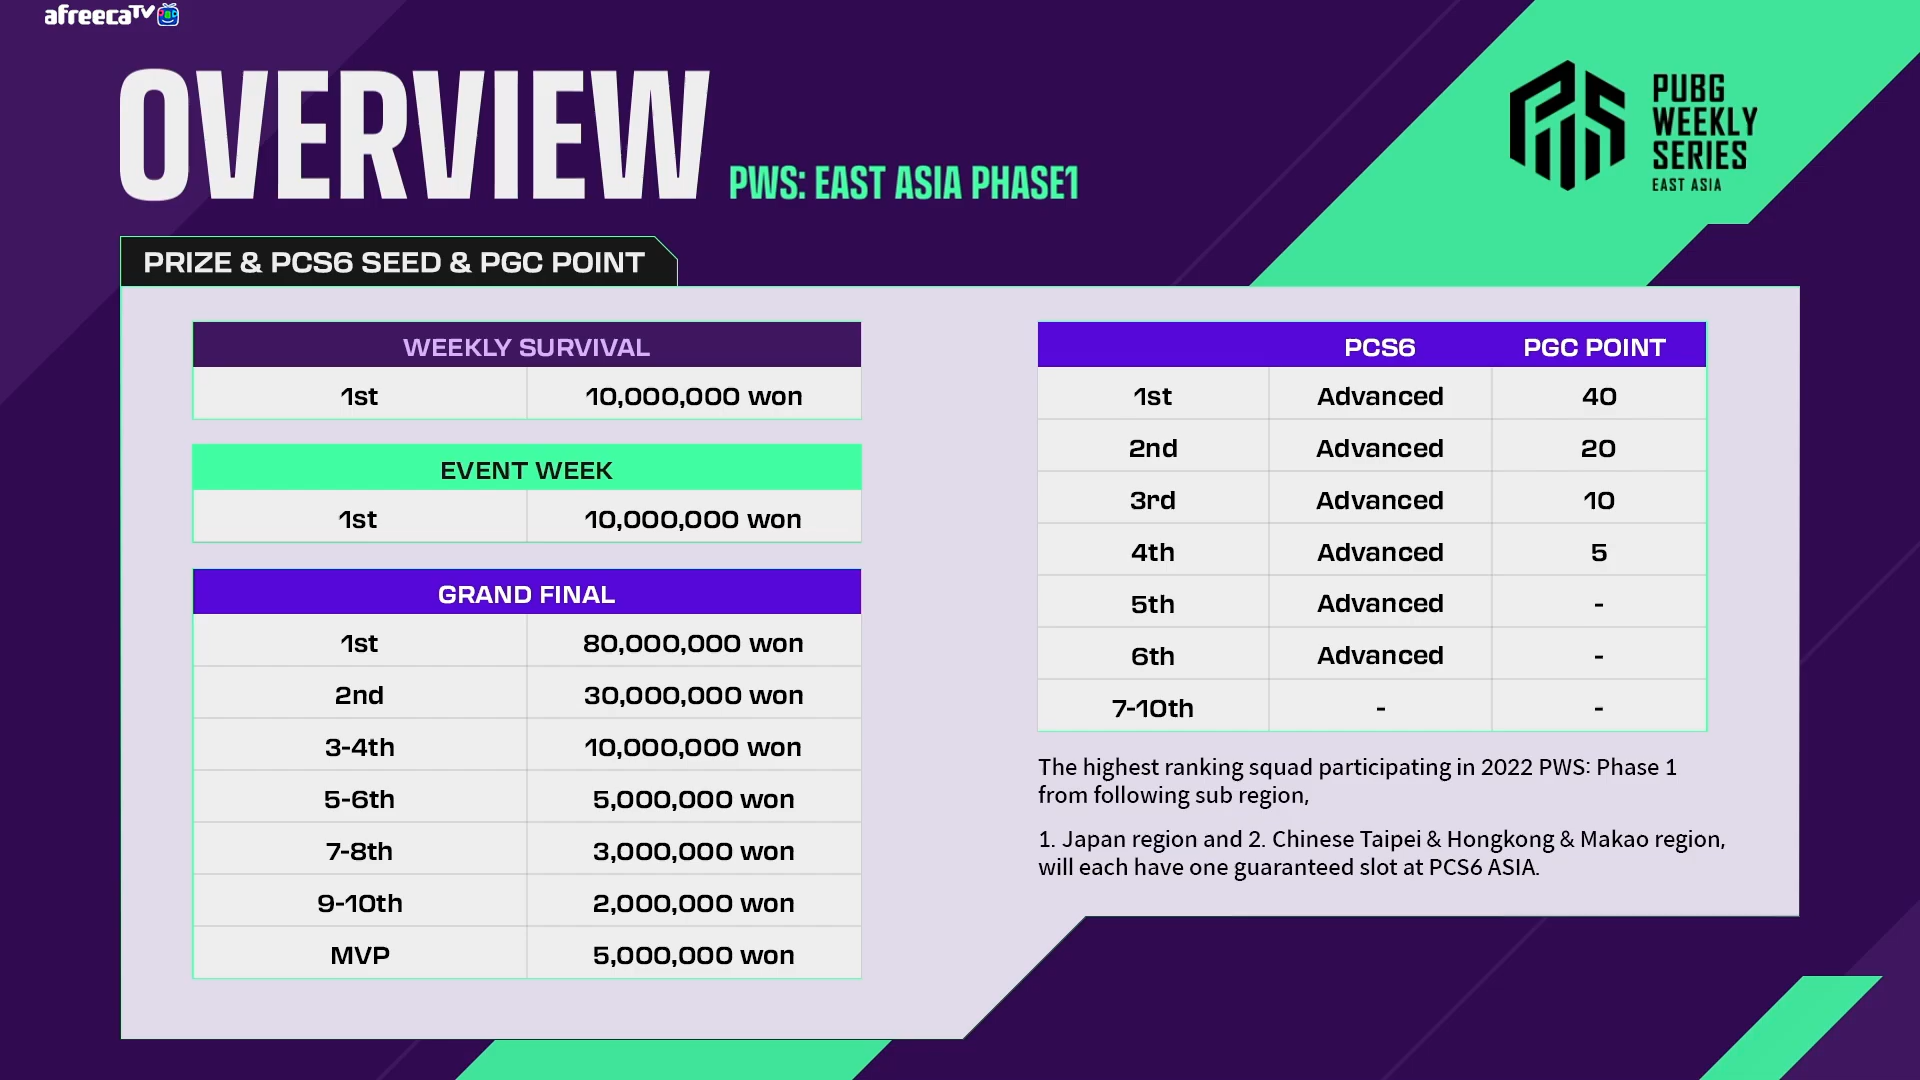 afreecaTV
OVERVIEW
PWS: EAST ASIA PHASE1
PUBG
WEEKLY
SERIES
EAST ASIA
PRIZE & PCS6 SEED & PGC POINT
WEEKLY SURVIVAL
1st 10,000,000 won
EVENT WEEK
1st 10,000,000 won
GRAND FINAL
1st 80,000,000 won
2nd 30,000,000 won
3-4th 10,000,000 won
5-6th 5,000,000 won
7-8th 3,000,000 won
9-10th 2,000,000 won
MVP 5,000,000 won
PCS6 PGC POINT
1st Advanced 40
2nd Advanced 20
3rd Advanced 10
4th Advanced 5
5th Advanced -
6th Advanced -
7-10th - -
The highest ranking squad participating in 2022 PWS: Phase 1
from following sub region,
1. Japan region and 2. Chinese Taipei & Hongkong & Makao region,
will each have one guaranteed slot at PCS6 ASIA.